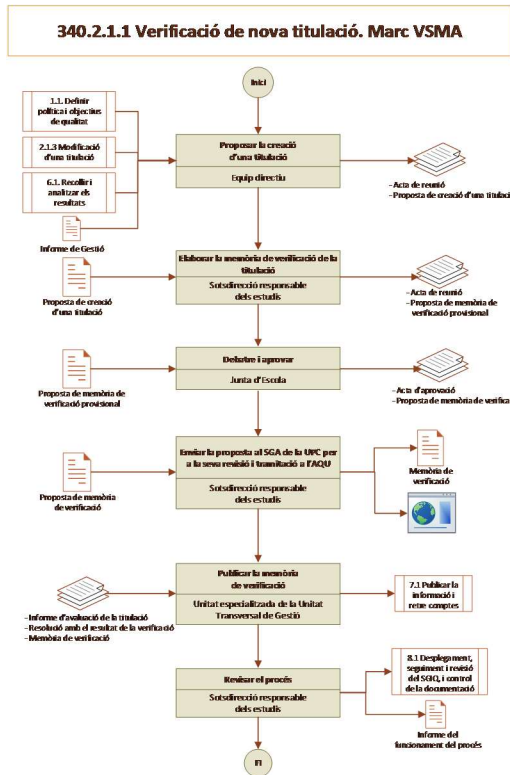 340.2.1.1 Verificació de nova titulació. Marc VSMA
Inici
1.1. Definir
política i objectius
de qualitat
2.1.3 Modificació
d'una titulació
6.1. Recollir i
analitzar els
resultats
Informe de Gestió
Proposar la creació
d'una titulació
Equip directiu
- Acta de reunió
- Proposta de creació d'una titulació
Proposta de creació
d'una titulació
Elaborar la memòria de verificació de la
titulació
Sotsdirecció responsable
dels estudis
- Acta de reunió
- Proposta de memòria de
verificació provisional
Proposta de memòria de
verificació provisional
Debatre i aprovar
Junta d'Escola
- Acta d'aprovació
- Proposta de memòria de verifica
Proposta de memòria
de verificació
Enviar la proposta al SGA de la UPC per
a la seva revisió i tramitació a l'AQU
Sotsdirecció responsable
dels estudis
Memòria de
verificació
- Informe d'avaluació de la titulació
- Resolució amb el resultat de la verificació
- Memòria de verificació
Publicar la memòria
de verificació
Unitat especialitzada de la Unitat
Transversal de Gestió
7.1 Publicar la
informació i
retre comptes
Revisar el procés
Sotsdirecció responsable
dels estudis
8.1 Desplegament,
seguiment i revisió
del SGIQ, i control
de la documentació
Informe del
funcionament del procés
FI